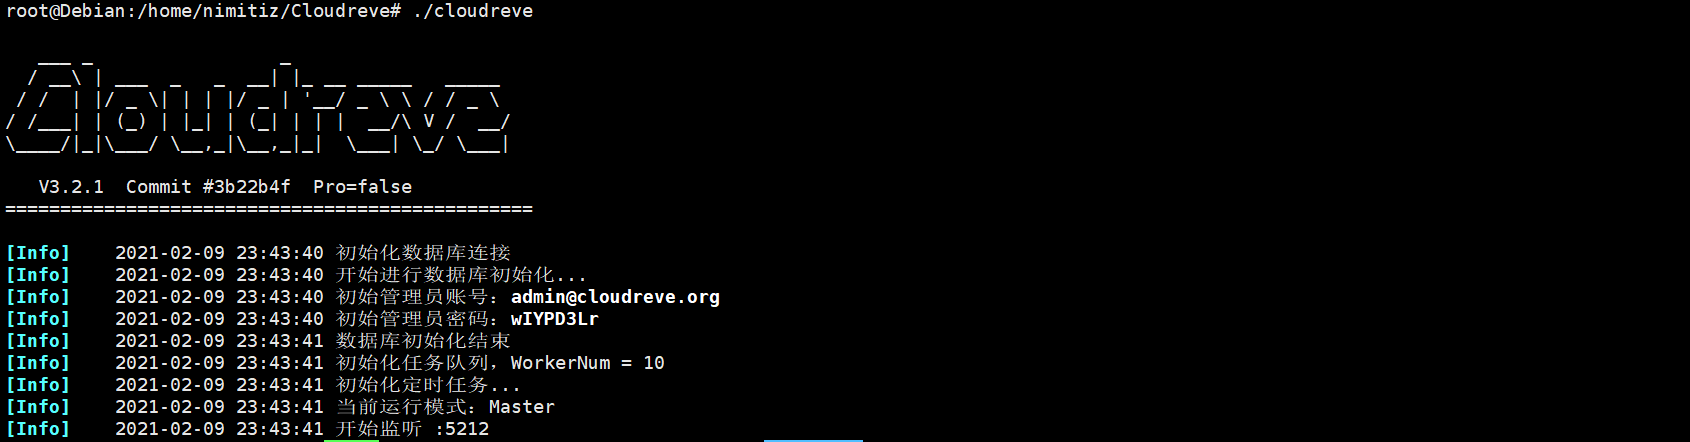 root@Debian:/home/nimitiz/Cloudreve# ./cloudreve
   ___ _                 _
  / __\ | ___  _   _  __| |_ __ _____   _____
 / /  | |/ _ \| | | |/ _ | '__/ _ \ \ / / _ \
/ /___| | (_) | |_| | (_| | | |  __/\ V /  __/
\____/|_|\___/ \__,_|\__,_|_|  \___| \_/ \___|
V3.2.1  Commit #3b22b4f  Pro=false
================================================
[Info]    2021-02-09 23:43:40 初始化数据库连接
[Info]    2021-02-09 23:43:40 开始进行数据库初始化...
[Info]    2021-02-09 23:43:40 初始管理员账号：admin@cloudreve.org
[Info]    2021-02-09 23:43:40 初始管理员密码：wIYPD3Lr
[Info]    2021-02-09 23:43:41 数据库初始化结束
[Info]    2021-02-09 23:43:41 初始化任务队列，WorkerNum = 10
[Info]    2021-02-09 23:43:41 初始化定时任务...
[Info]    2021-02-09 23:43:41 当前运行模式：Master
[Info]    2021-02-09 23:43:41 开始监听 :5212